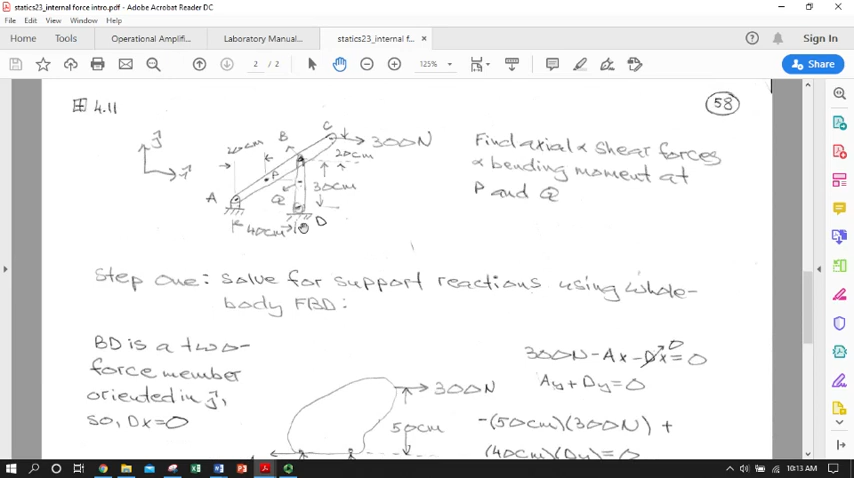 statics23_internal force intro.pdf - Adobe Acrobat Reader DC
File Edit View Window Help
Home Tools Operational Amplifi... Laboratory Manual... statics23_internal f... × Sign In
2 / 2 125% Share
4.11
58
j
i
20cm
B
C
300N
20cm
P
30cm
Q
A
D
40cm
Find axial & shear forces
& bending moment at
P and Q
Step one: solve for support reactions using whole-
body FBD:
BD is a two-
force member
oriented in j,
so, Dx=0
300N
50cm
300N-Ax-Dx=0
0
Ay+Dy=0
-(50cm)(300N)+
(40cm)(Dy)=0
10:13 AM